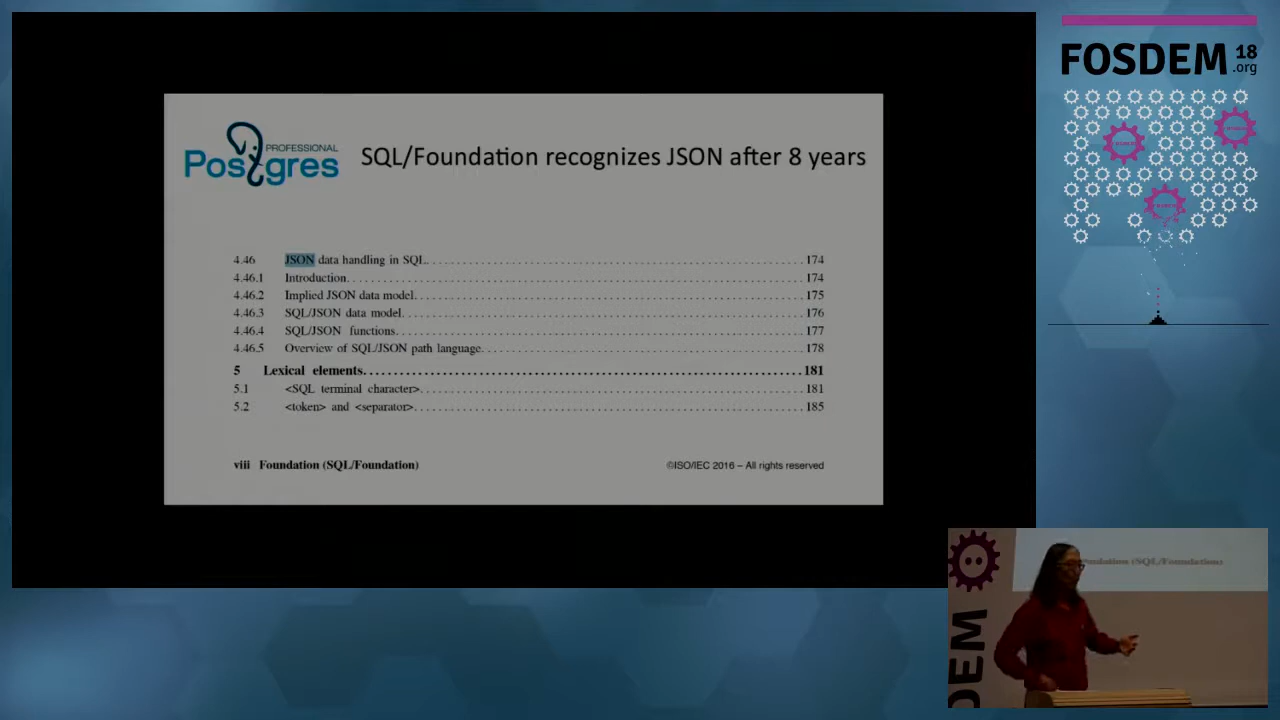 PROFESSIONAL
Postgres
SQL/Foundation recognizes JSON after 8 years
4.46 JSON data handling in SQL. 174
4.46.1 Introduction. 174
4.46.2 Implied JSON data model. 175
4.46.3 SQL/JSON data model. 176
4.46.4 SQL/JSON functions. 177
4.46.5 Overview of SQL/JSON path language. 178
5 Lexical elements. 181
5.1 <SQL terminal character>. 181
5.2 <token> and <separator>. 185
viii Foundation (SQL/Foundation) ©ISO/IEC 2016 – All rights reserved
FOSDEM 18
.org
(SQL/Foundation)
DEM